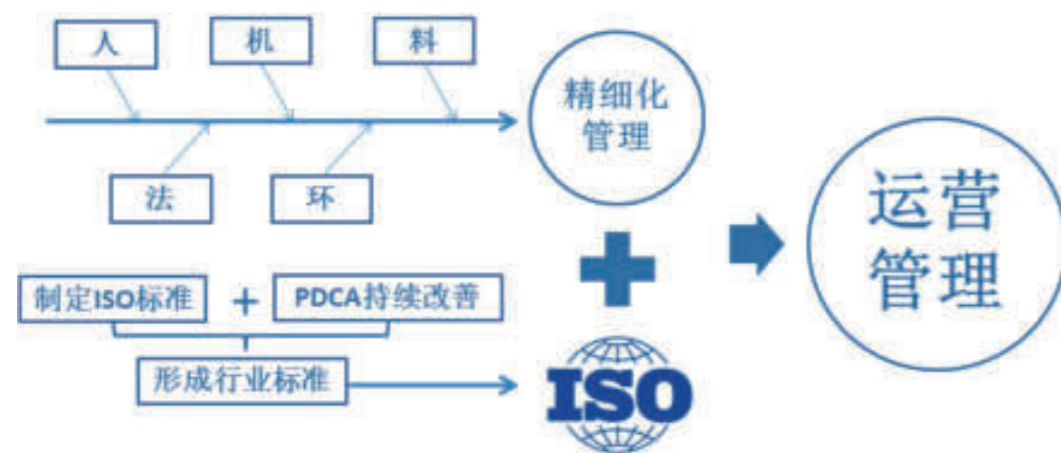 人
机
料
精细化
管理
法
环
运营
管理
制定ISO标准
+
PDCA持续改善
形成行业标准
ISO